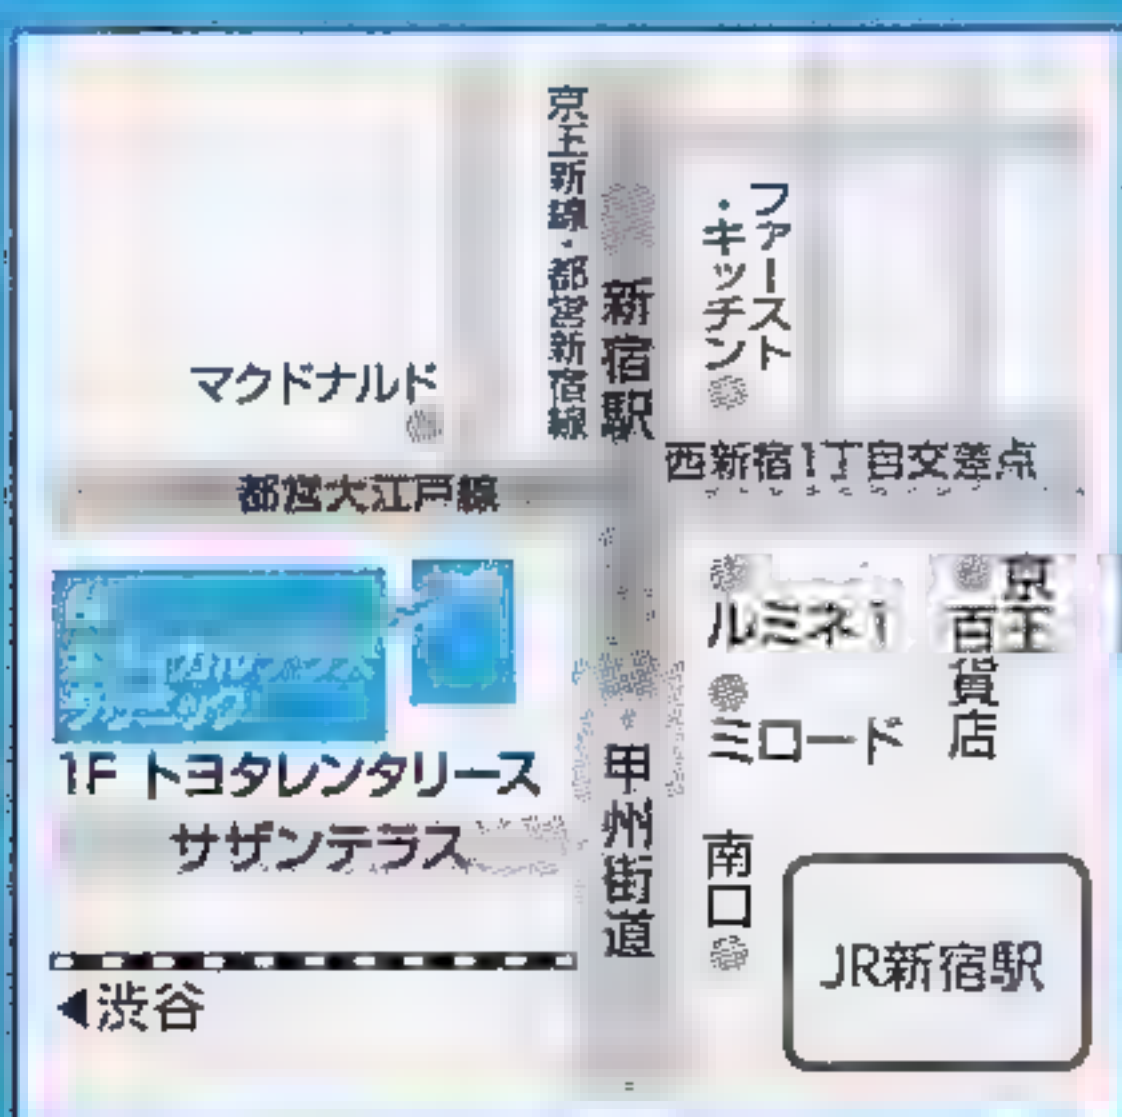 京王新線・都営新宿線
新宿駅
ファースト
・キッチン
マクドナルド
西新宿1丁目交差点
都営大江戸線
ルミネ1
京王
百貨店
ミロード
1F トヨタレンタリース
甲州街道
サザンテラス
南口
JR新宿駅
◀渋谷